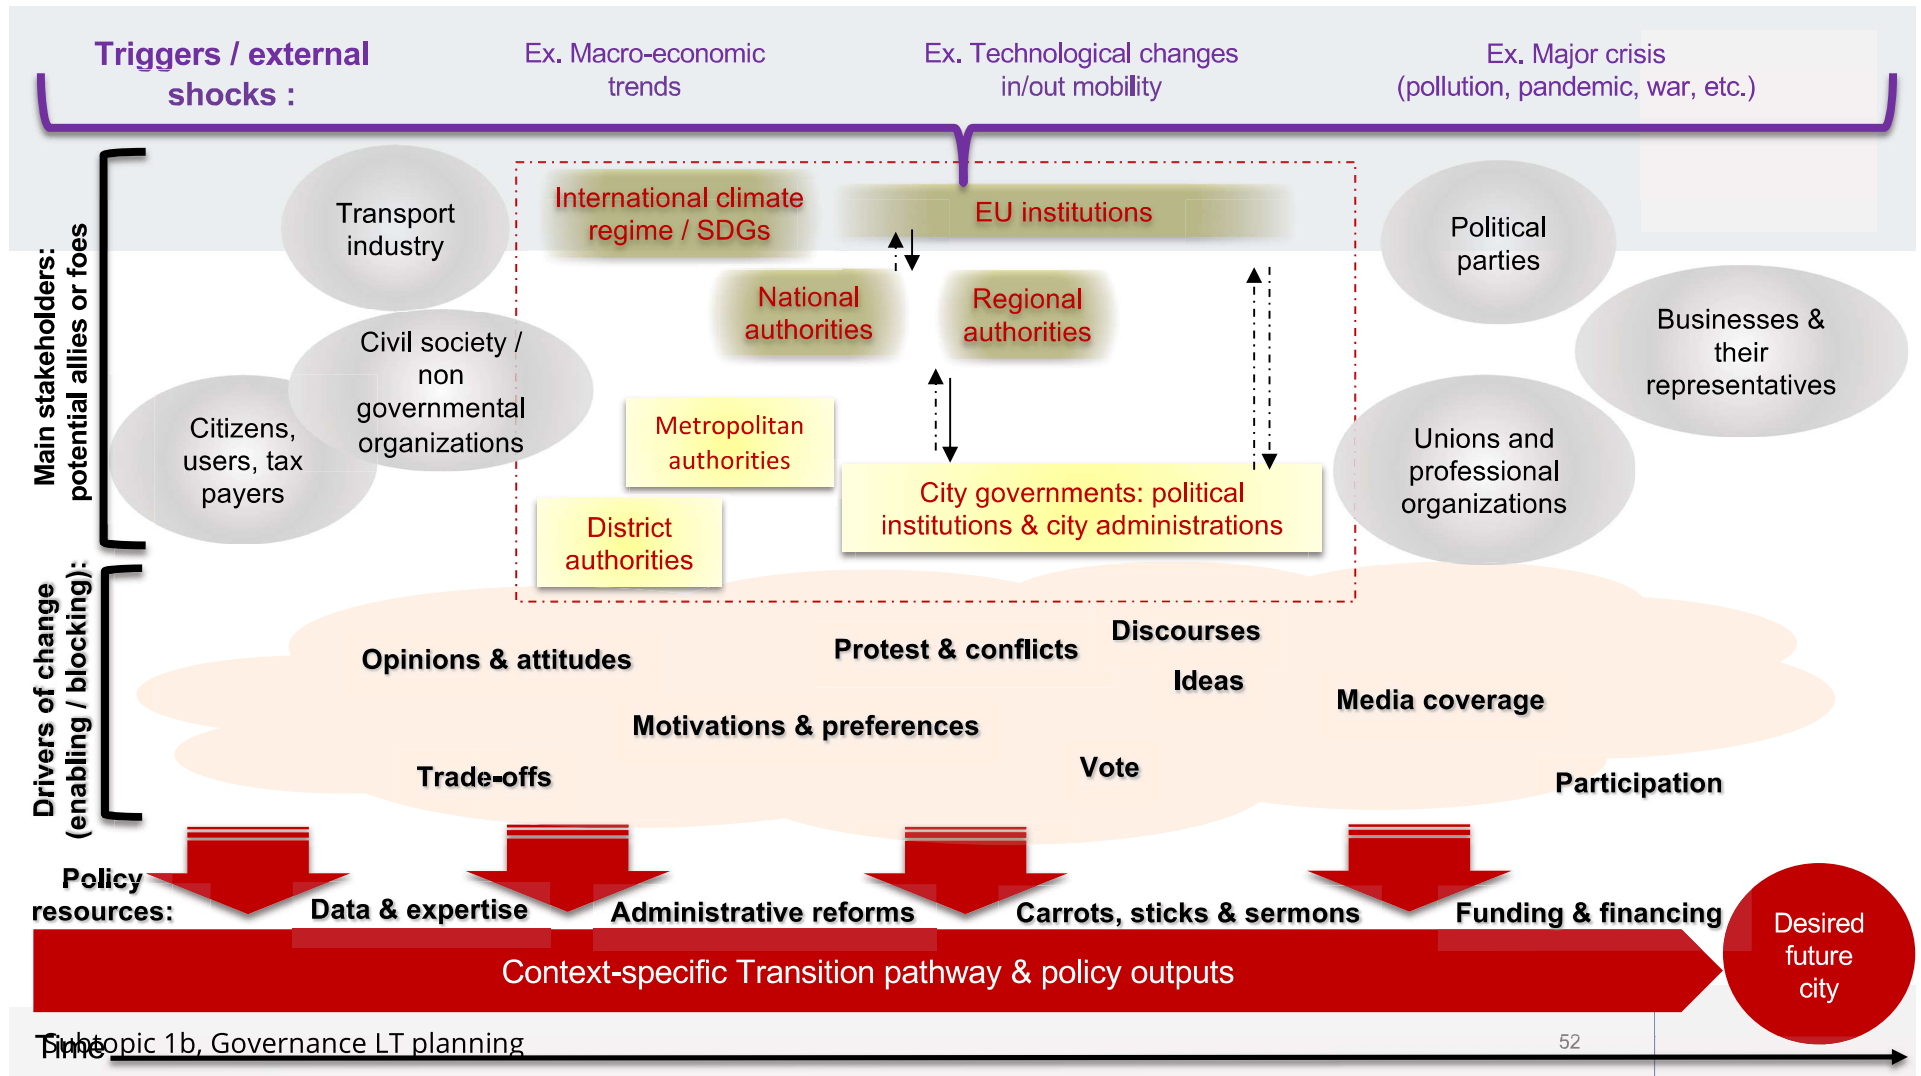 Triggers / external
shocks :
Ex. Macro-economic
trends
Ex. Technological changes
in/out mobility
Ex. Major crisis
(pollution, pandemic, war, etc.)
Main stakeholders:
potential allies or foes
Transport
industry
Civil society /
non
governmental
organizations
Citizens,
users, tax
payers
International climate
regime / SDGs
EU institutions
National
authorities
Regional
authorities
Metropolitan
authorities
District
authorities
City governments: political
institutions & city administrations
Political
parties
Businesses &
their
representatives
Unions and
professional
organizations
Drivers of change
(enabling / blocking):
Opinions & attitudes
Protest & conflicts
Discourses
Ideas
Media coverage
Motivations & preferences
Trade-offs
Vote
Participation
Policy
resources:
Data & expertise
Administrative reforms
Carrots, sticks & sermons
Funding & financing
Context-specific Transition pathway & policy outputs
Desired
future
city
Time
Subtopic 1b, Governance LT planning
52